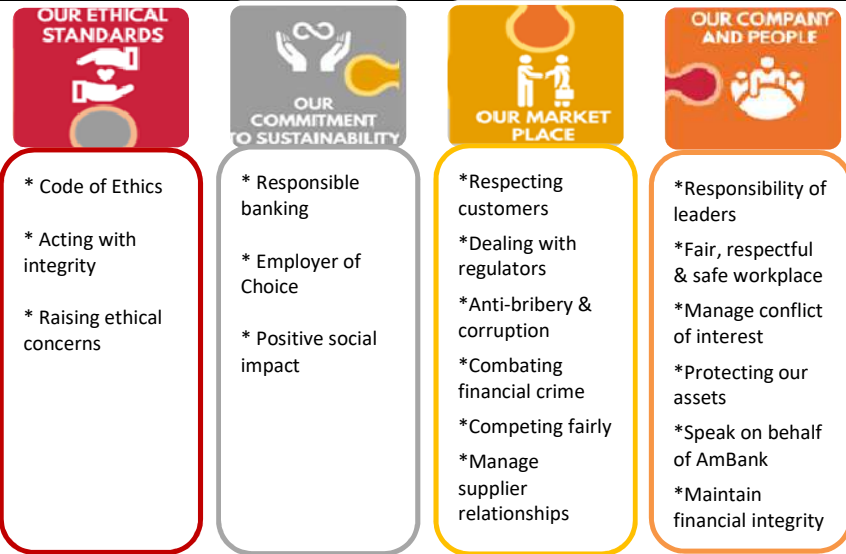 OUR ETHICAL
STANDARDS
* Code of Ethics
* Acting with
integrity
* Raising ethical
concerns
OUR
COMMITMENT
TO SUSTAINABILITY
* Responsible
banking
* Employer of
Choice
* Positive social
impact
OUR MARKET
PLACE
*Respecting
customers
*Dealing with
regulators
*Anti-bribery &
corruption
*Combating
financial crime
*Competing fairly
*Manage
supplier
relationships
OUR COMPANY
AND PEOPLE
*Responsibility of
leaders
*Fair, respectful
& safe workplace
*Manage conflict
of interest
*Protecting our
assets
*Speak on behalf
of AmBank
*Maintain
financial integrity